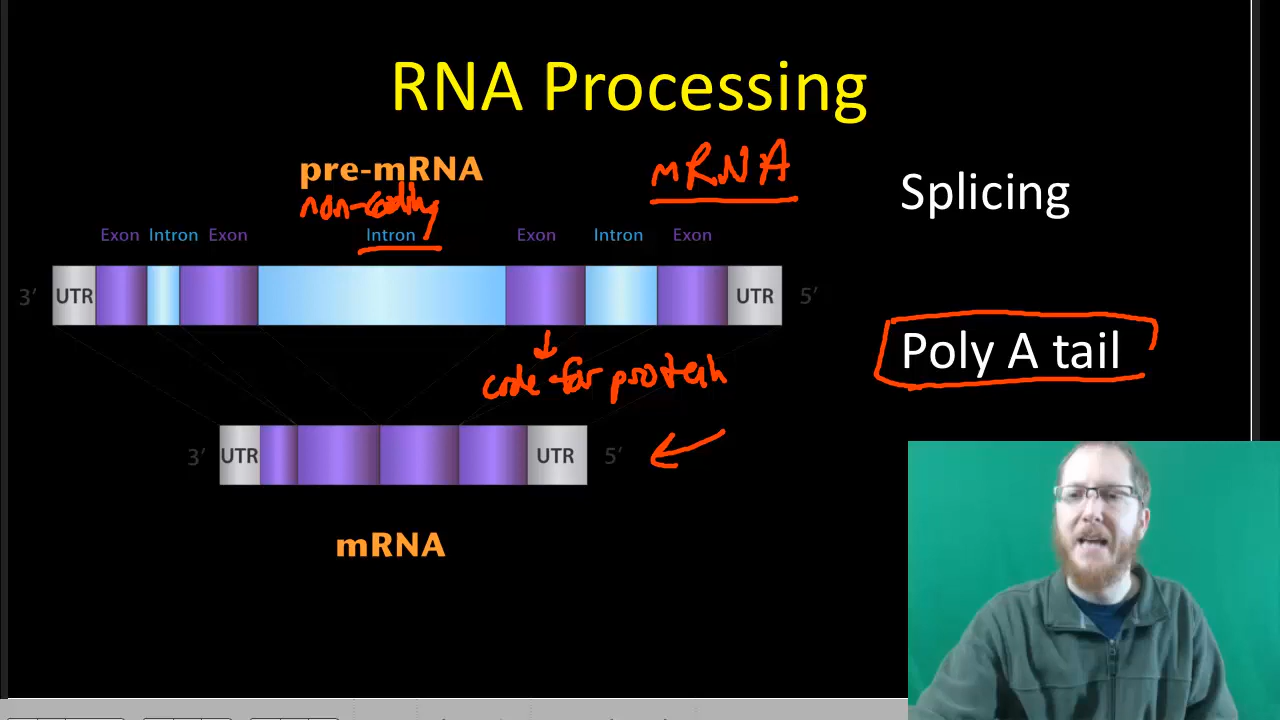 RNA Processing
pre-mRNA
mRNA
Splicing
non-coding
Exon Intron Exon Intron Exon Intron Exon
3′ UTR UTR 5′
Poly A tail
code for protein
3′ UTR UTR 5′
mRNA